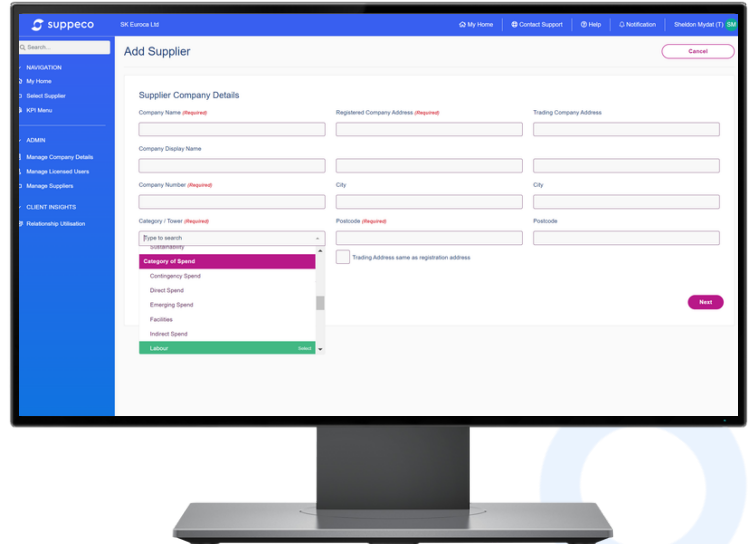 suppeco
SK Euroca Ltd
My Home
Contact Support
Help
Notification
Sheldon Mydat (T)
SM
Search...
NAVIGATION
My Home
Select Supplier
KPI Menu
ADMIN
Manage Company Details
Manage Licensed Users
Manage Suppliers
CLIENT INSIGHTS
Relationship Utilisation
Add Supplier
Cancel
Supplier Company Details
Company Name (Required)
Registered Company Address (Required)
Trading Company Address
Company Display Name
Company Number (Required)
City
City
Category / Tower (Required)
Postcode (Required)
Postcode
Type to search
Sustainability
Category of Spend
Contingency Spend
Direct Spend
Emerging Spend
Facilities
Indirect Spend
Labour
Select
Trading Address same as registration address
Next